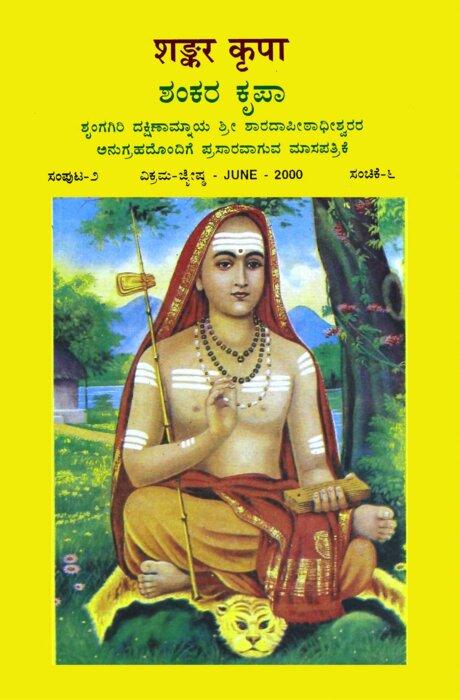 शङ्कर कृपा
ಶಂಕರ ಕೃಪಾ
ಶೃಂಗಗಿರಿ ದಕ್ಷಿಣಾಮ್ನಾಯ ಶ್ರೀ ಶಾರದಾಪೀಠಾಧೀಶ್ವರರ
ಅನುಗ್ರಹದೊಂದಿಗೆ ಪ್ರಸಾರವಾಗುವ ಮಾಸಪತ್ರಿಕೆ
ಸಂಪುಟ-೨ ವಿಕ್ರಮ-ಜ್ಯೇಷ್ಠ - JUNE - 2000 ಸಂಚಿಕೆ-೬